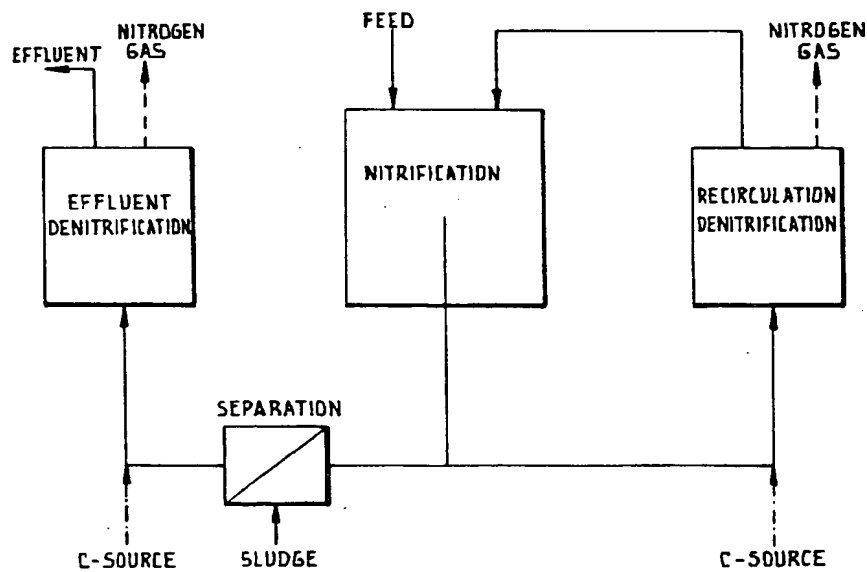 EFFLUENT
NITROGEN
GAS
FEED
NITROGEN
GAS
EFFLUENT
DENITRIFICATION
NITRIFICATION
RECIRCULATION
DENITRIFICATION
SEPARATION
C-SOURCE
SLUDGE
C-SOURCE